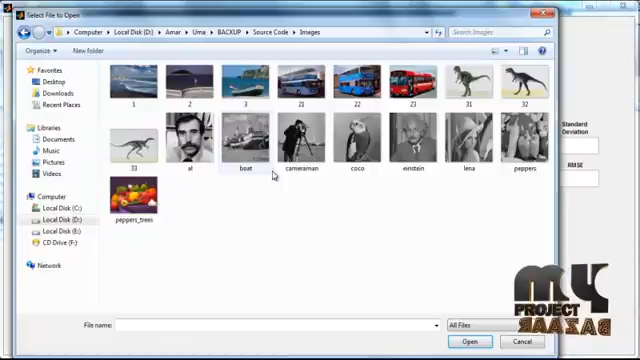 Select File to Open
Computer ▸ Local Disk (D:) ▸ Amar ▸ Uma ▸ BACKUP ▸ Source Code ▸ Images
Search Images
Organize
New folder
Favorites
Desktop
Downloads
Recent Places
Libraries
Documents
Music
Pictures
Videos
Computer
Local Disk (C:)
Local Disk (D:)
Local Disk (E:)
CD Drive (F:)
Network
1 2 3 21 22 23 31 32
33 al boat cameraman coco einstein lena peppers
peppers_trees
Standard
Deviation
RMSE
File name:
All Files
Open
Cancel
MY
PROJECT
BAZAAR